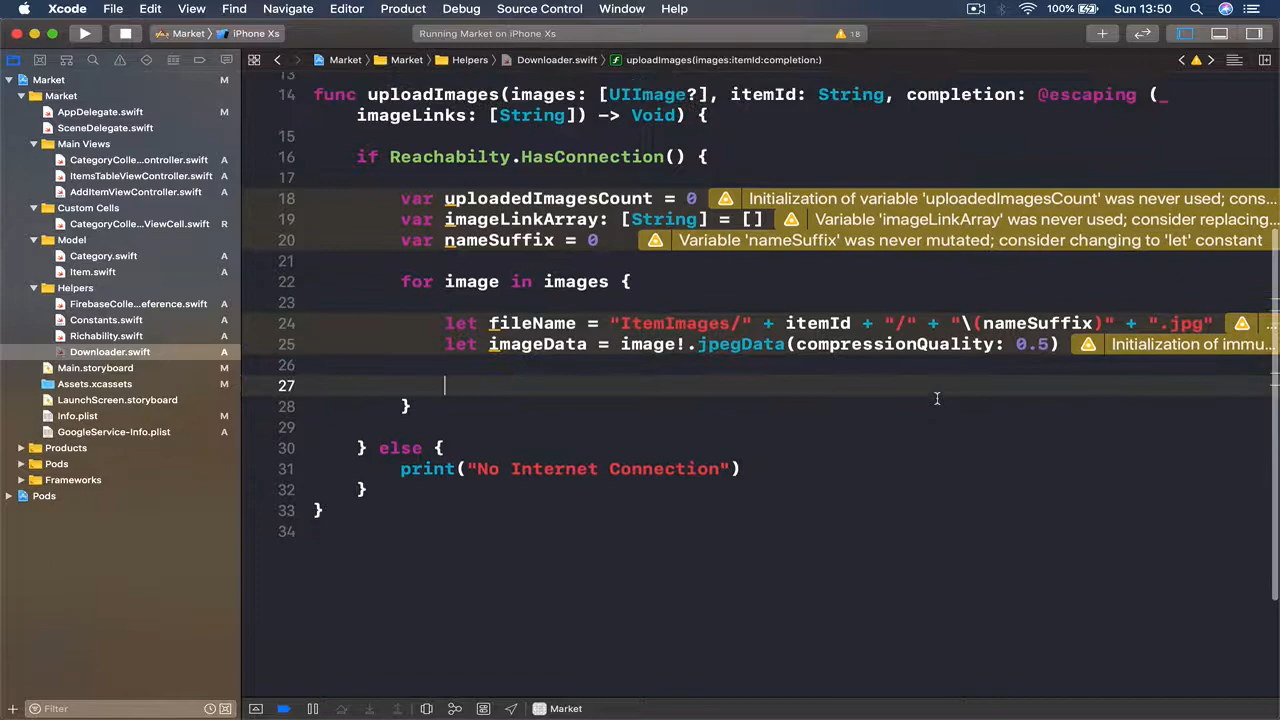 Xcode File Edit View Find Navigate Editor Product Debug Source Control Window Help 100% Sun 13:50
Market iPhone Xs Running Market on iPhone Xs 18
Market Market Helpers Downloader.swift uploadImages(images:itemId:completion:)
Market M
Market
AppDelegate.swift M
SceneDelegate.swift A
Main Views
CategoryColle...ontroller.swift A
ItemsTableViewController.swift A
AddItemViewController.swift A
Custom Cells
CategoryColle...ViewCell.swift R
Model
Category.swift A
Item.swift A
Helpers
FirebaseColle...eference.swift A
Constants.swift A
Richability.swift A
Downloader.swift A
Main.storyboard M
Assets.xcassets A
LaunchScreen.storyboard A
Info.plist A
GoogleService-Info.plist A
Products
Pods
Frameworks
Pods
Filter
13
14 func uploadImages(images: [UIImage?], itemId: String, completion: @escaping (_
imageLinks: [String]) -> Void) {
15
16 if Reachabilty.HasConnection() {
17
18 var uploadedImagesCount = 0 Initialization of variable 'uploadedImagesCount' was never used; cons...
19 var imageLinkArray: [String] = [] Variable 'imageLinkArray' was never used; consider replacing...
20 var nameSuffix = 0 Variable 'nameSuffix' was never mutated; consider changing to 'let' constant
21
22 for image in images {
23
24 let fileName = "ItemImages/" + itemId + "/" + "\(nameSuffix)" + ".jpg" ...
25 let imageData = image!.jpegData(compressionQuality: 0.5) Initialization of immu...
26
27
28 }
29
30 } else {
31 print("No Internet Connection")
32 }
33 }
34
Market